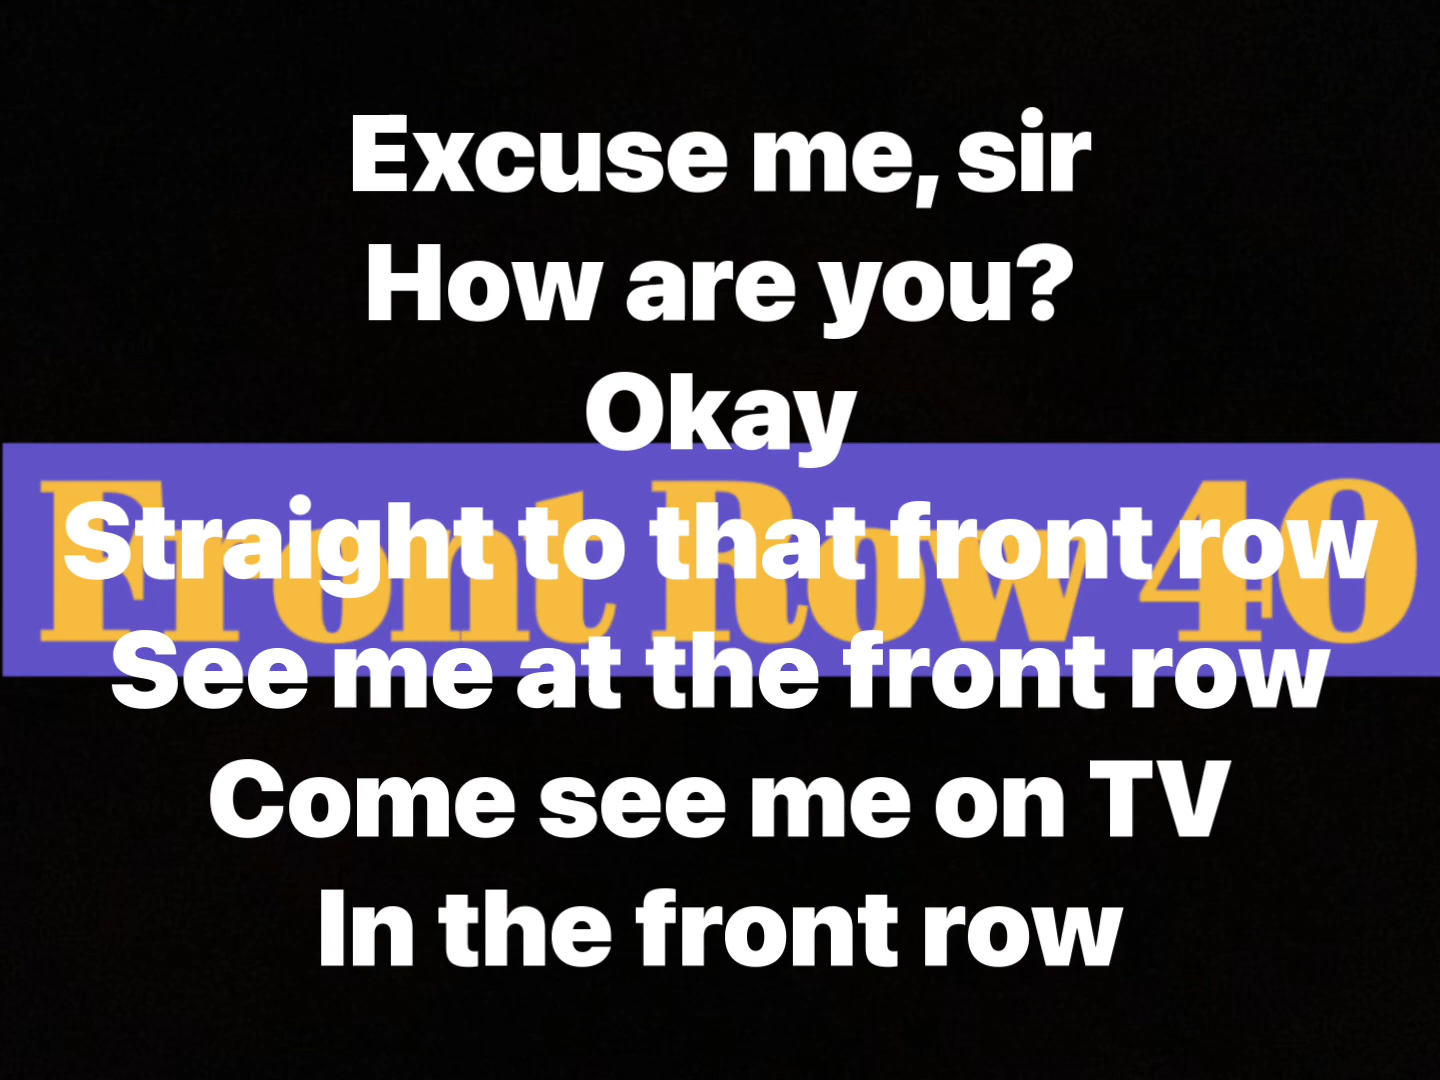 Excuse me, sir
How are you?
Okay
Front Row 40
Straight to that front row
See me at the front row
Come see me on TV
In the front row